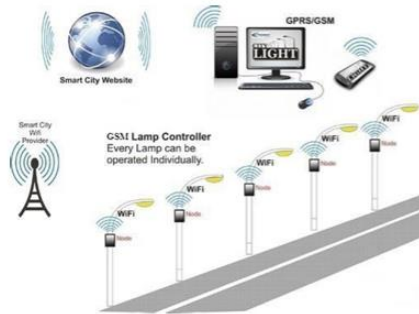 GPRS/GSM
LIGHT
Smart City Website
Smart City
Wifi
Provider
GSM Lamp Controller
Every Lamp can be
operated Individually.
WiFi
Node
WiFi
Node
WiFi
Node
WiFi
Node
WiFi
Node